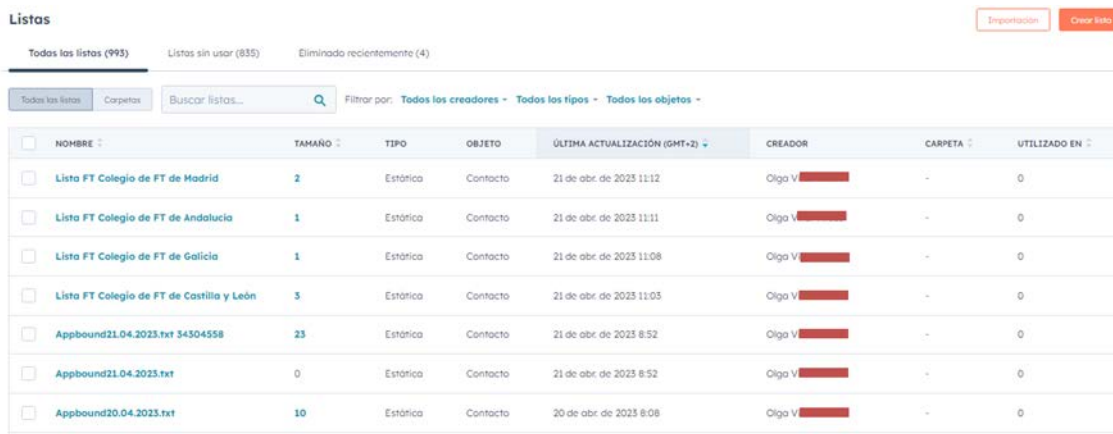 Listas
Importación Crear lista
Todas las listas (993) Listas sin usar (835) Eliminado recientemente (4)
Todas las listas Carpetas Buscar listas... Filtrar por: Todos los creadores Todos los tipos Todos los objetos
NOMBRE TAMAÑO TIPO OBJETO ÚLTIMA ACTUALIZACIÓN (GMT+2) CREADOR CARPETA UTILIZADO EN
Lista FT Colegio de FT de Madrid 2 Estática Contacto 21 de abr. de 2023 11:12 Olga V - 0
Lista FT Colegio de FT de Andalucia 1 Estática Contacto 21 de abr. de 2023 11:11 Olga V - 0
Lista FT Colegio de FT de Galicia 1 Estática Contacto 21 de abr. de 2023 11:08 Olga V - 0
Lista FT Colegio de FT de Castilla y León 3 Estática Contacto 21 de abr. de 2023 11:03 Olga V - 0
Appbound21.04.2023.txt 34304558 23 Estática Contacto 21 de abr. de 2023 8:52 Olga V - 0
Appbound21.04.2023.txt 0 Estática Contacto 21 de abr. de 2023 8:52 Olga V - 0
Appbound20.04.2023.txt 10 Estática Contacto 20 de abr. de 2023 8:08 Olga V - 0